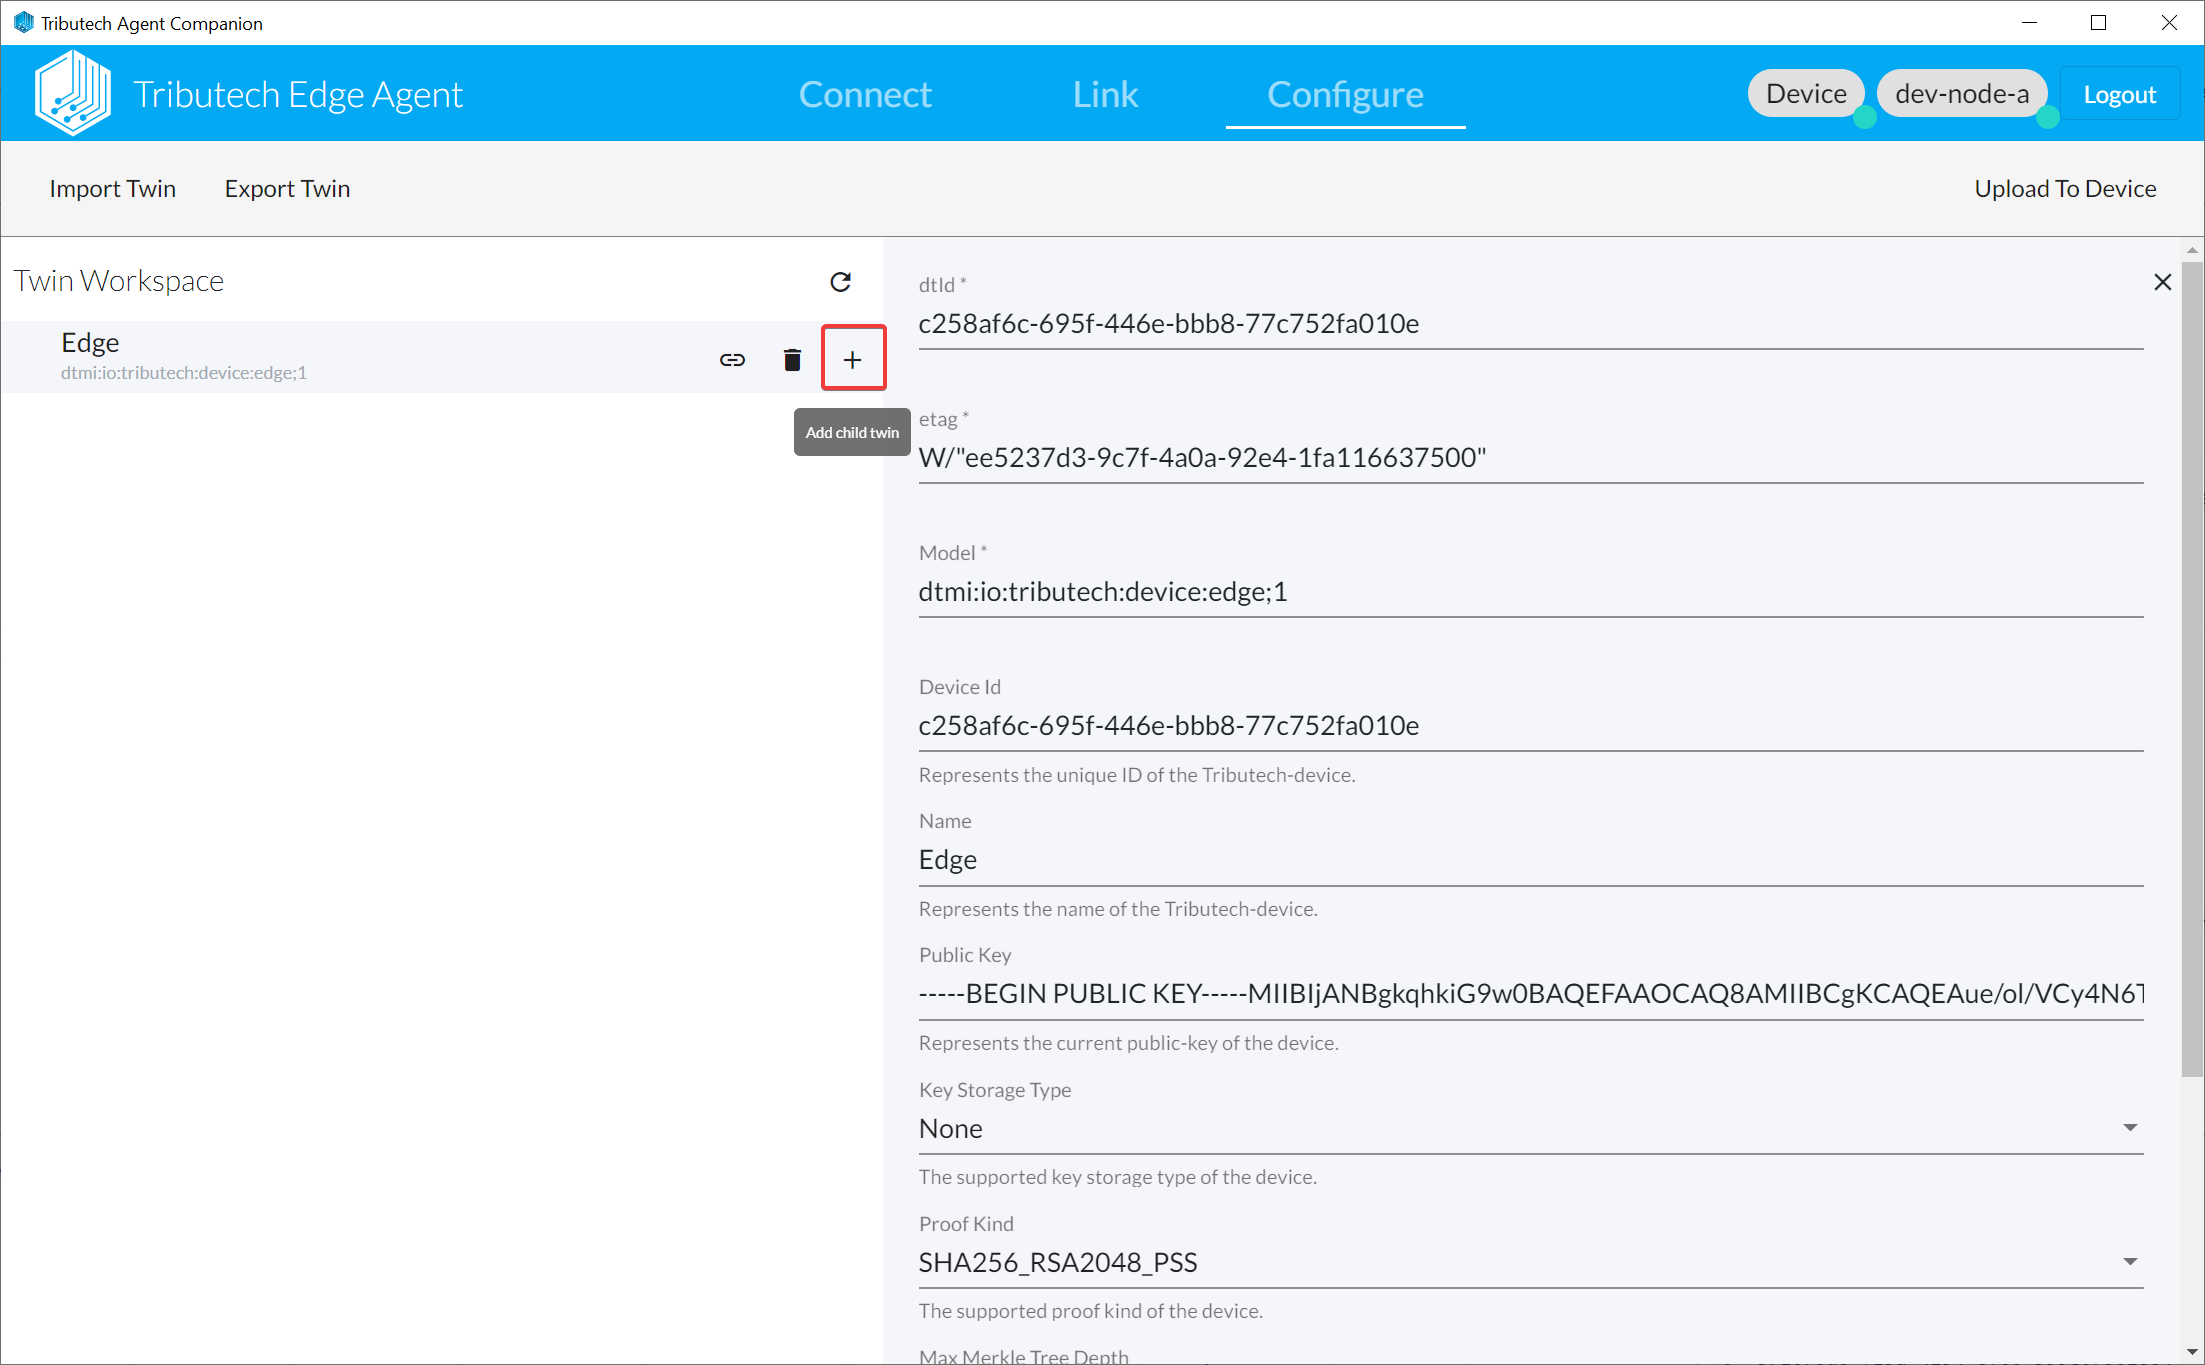 Tributech Agent Companion
Tributech Edge Agent
Connect
Link
Configure
Device
dev-node-a
Logout
Import Twin
Export Twin
Upload To Device
Twin Workspace
Edge
dtmi:io:tributech:device:edge;1
Add child twin
dtId *
c258af6c-695f-446e-bbb8-77c752fa010e
etag *
W/"ee5237d3-9c7f-4a0a-92e4-1fa116637500"
Model *
dtmi:io:tributech:device:edge;1
Device Id
c258af6c-695f-446e-bbb8-77c752fa010e
Represents the unique ID of the Tributech-device.
Name
Edge
Represents the name of the Tributech-device.
Public Key
-----BEGIN PUBLIC KEY-----MIIBIjANBgkqhkiG9w0BAQEFAAOCAQ8AMIIBCgKCAQEAue/ol/VCy4N6T
Represents the current public-key of the device.
Key Storage Type
None
The supported key storage type of the device.
Proof Kind
SHA256_RSA2048_PSS
The supported proof kind of the device.
Max Merkle Tree Depth